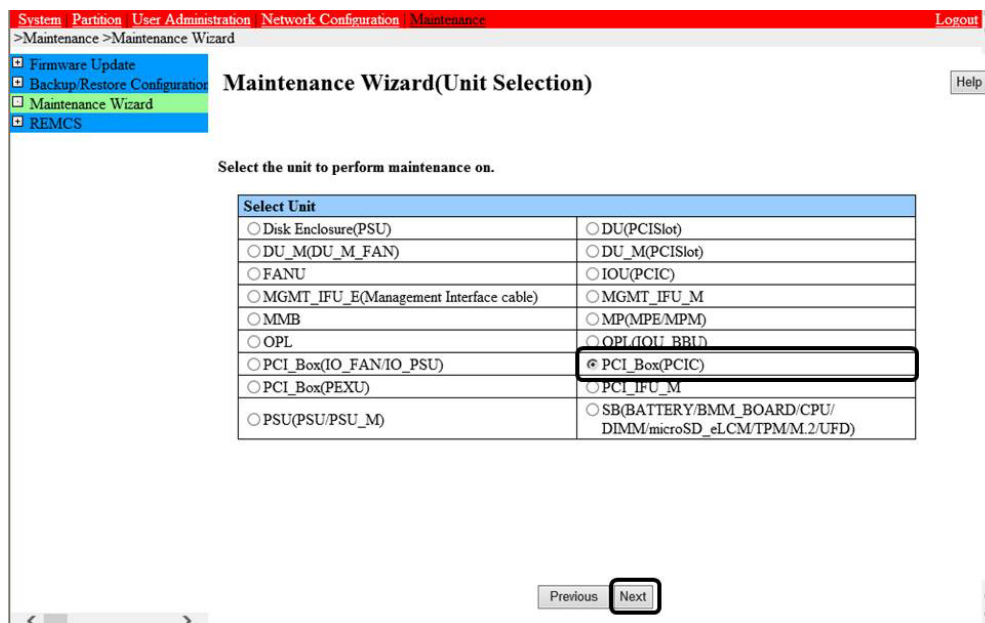 System | Partition | User Administration | Network Configuration | Maintenance Logout
>Maintenance >Maintenance Wizard
Firmware Update
Backup/Restore Configuration
Maintenance Wizard
REMCS
Maintenance Wizard(Unit Selection)
Help
Select the unit to perform maintenance on.
Select Unit
Disk Enclosure(PSU) DU(PCISlot)
DU_M(DU_M_FAN) DU_M(PCISlot)
FANU IOU(PCIC)
MGMT_IFU_E(Management Interface cable) MGMT_IFU_M
MMB MP(MPE/MPM)
OPL OPL(IOU_BBU)
PCI_Box(IO_FAN/IO_PSU) PCI_Box(PCIC)
PCI_Box(PEXU) PCI_IFU_M
PSU(PSU/PSU_M) SB(BATTERY/BMM_BOARD/CPU/
DIMM/microSD_eLCM/TPM/M.2/UFD)
Previous Next